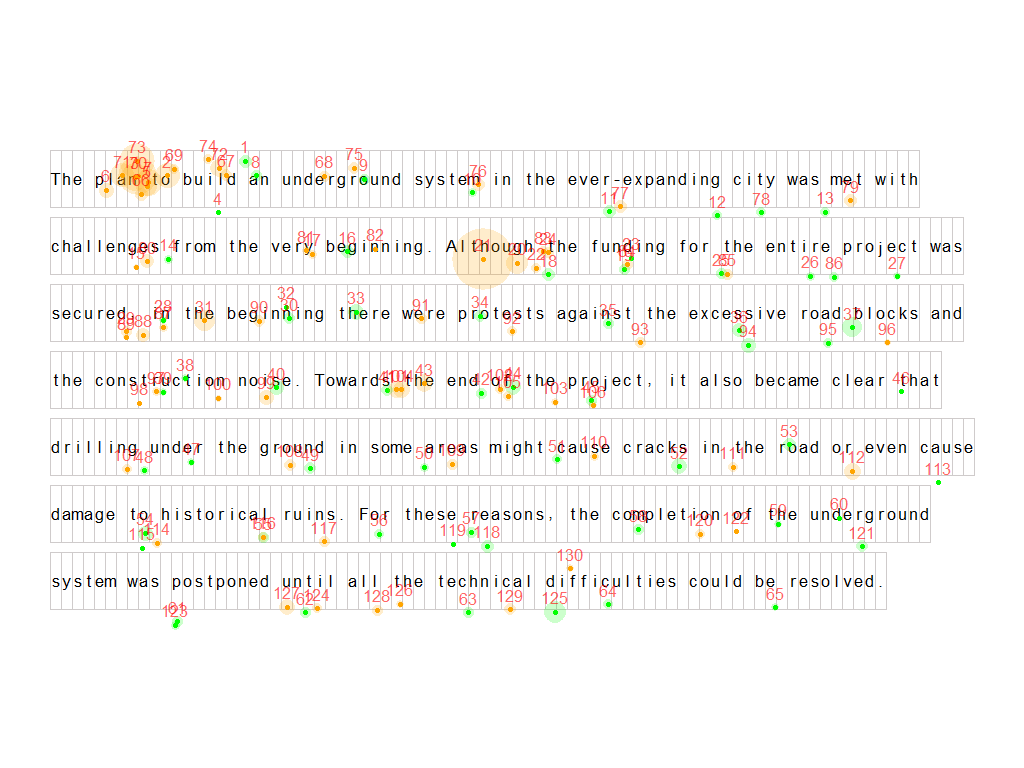 The plan to build an underground system in the ever-expanding city was met with
challenges from the very beginning. Although the funding for the entire project was
secured, in the beginning there were protests against the excessive road blocks and
the construction noise. Towards the end of the project, it also became clear that
drilling under the ground in some areas might cause cracks in the road or even cause
damage to historical ruins. For these reasons, the completion of the underground
system was postponed until all the technical difficulties could be resolved.